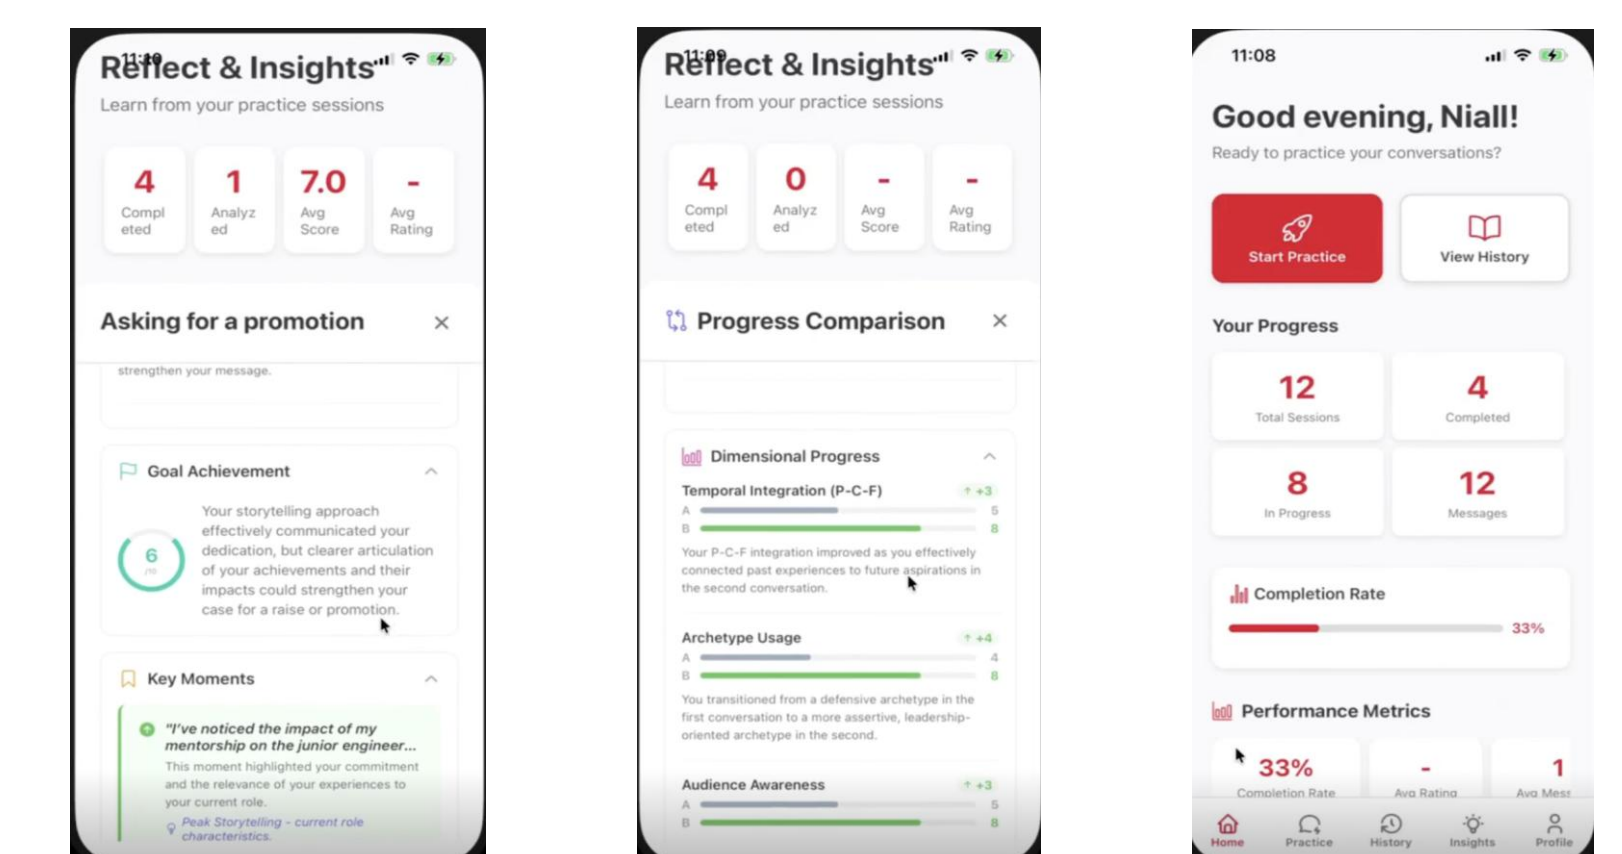 11:10
Reflect & Insights
Learn from your practice sessions
4
Compl
eted
1
Analyz
ed
7.0
Avg
Score
-
Avg
Rating
Asking for a promotion
strengthen your message.
Goal Achievement
6
/10
Your storytelling approach
effectively communicated your
dedication, but clearer articulation
of your achievements and their
impacts could strengthen your
case for a raise or promotion.
Key Moments
"I've noticed the impact of my
mentorship on the junior engineer...
This moment highlighted your commitment
and the relevance of your experiences to
your current role.
Peak Storytelling - current role
characteristics.
11:09
Reflect & Insights
Learn from your practice sessions
4
Compl
eted
0
Analyz
ed
-
Avg
Score
-
Avg
Rating
Progress Comparison
Dimensional Progress
Temporal Integration (P-C-F) ↑ +3
A 5
B 8
Your P-C-F integration improved as you effectively
connected past experiences to future aspirations in
the second conversation.
Archetype Usage ↑ +4
A 4
B 8
You transitioned from a defensive archetype in the
first conversation to a more assertive, leadership-
oriented archetype in the second.
Audience Awareness ↑ +3
A 5
B 8
11:08
Good evening, Niall!
Ready to practice your conversations?
Start Practice
View History
Your Progress
12
Total Sessions
4
Completed
8
In Progress
12
Messages
Completion Rate
33%
Performance Metrics
33%
Completion Rate
-
Avg Rating
1
Avg Mess
Home
Practice
History
Insights
Profile